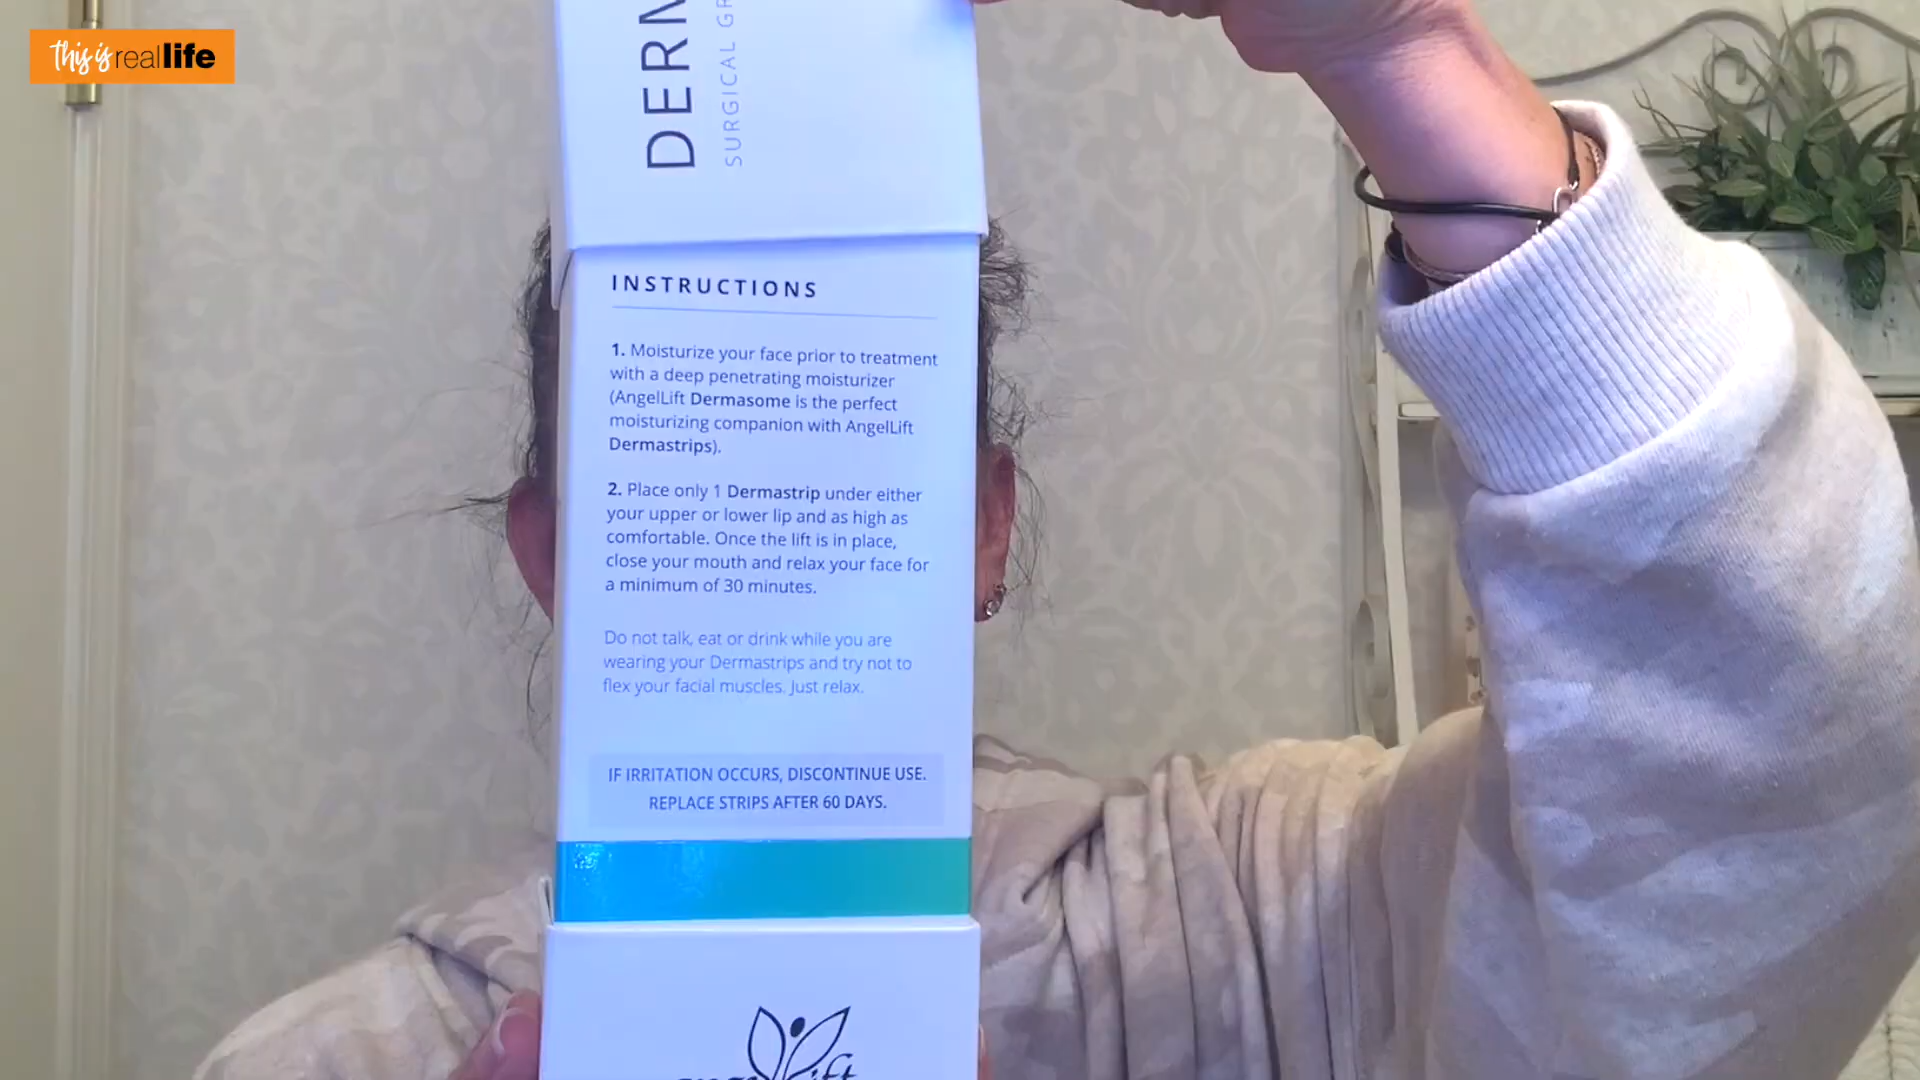 This is reallife
DERM
SURGICAL GR
INSTRUCTIONS
1. Moisturize your face prior to treatment
with a deep penetrating moisturizer
(AngelLift Dermasome is the perfect
moisturizing companion with AngelLift
Dermastrips).
2. Place only 1 Dermastrip under either
your upper or lower lip and as high as
comfortable. Once the lift is in place,
close your mouth and relax your face for
a minimum of 30 minutes.
Do not talk, eat or drink while you are
wearing your Dermastrips and try not to
flex your facial muscles. Just relax.
IF IRRITATION OCCURS, DISCONTINUE USE.
REPLACE STRIPS AFTER 60 DAYS.